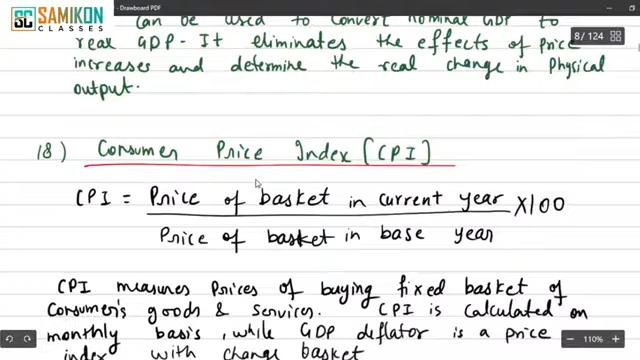 - Drawboard PDF
SAMIKON
CLASSES
can be used to convert nominal GDP to
real GDP - It eliminates the effects of price
increases and determine the real change in Physical
output.
8 / 124
18) Consumer Price Index [CPI]
CPI = Price of basket in current year X100
Price of basket in base year
CPI measures Prices of buying fixed basket of
Consumer's goods & services. CPI is calculated on
monthly basis, while GDP deflator is a price
index with change basket
110%